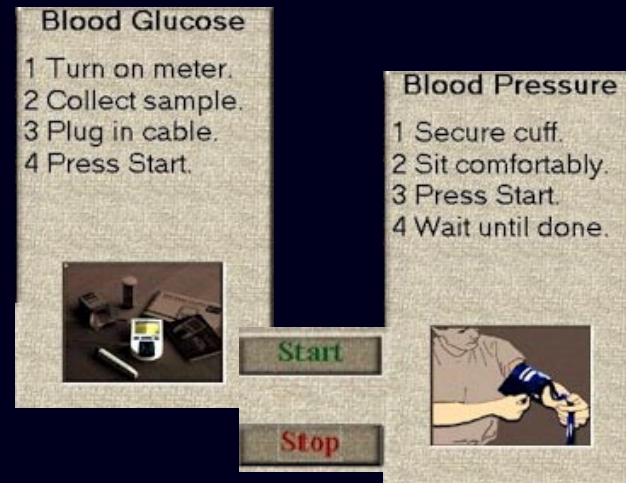 Blood Glucose
1 Turn on meter.
2 Collect sample.
3 Plug in cable.
4 Press Start.
Blood Pressure
1 Secure cuff.
2 Sit comfortably.
3 Press Start.
4 Wait until done.
Start
Stop